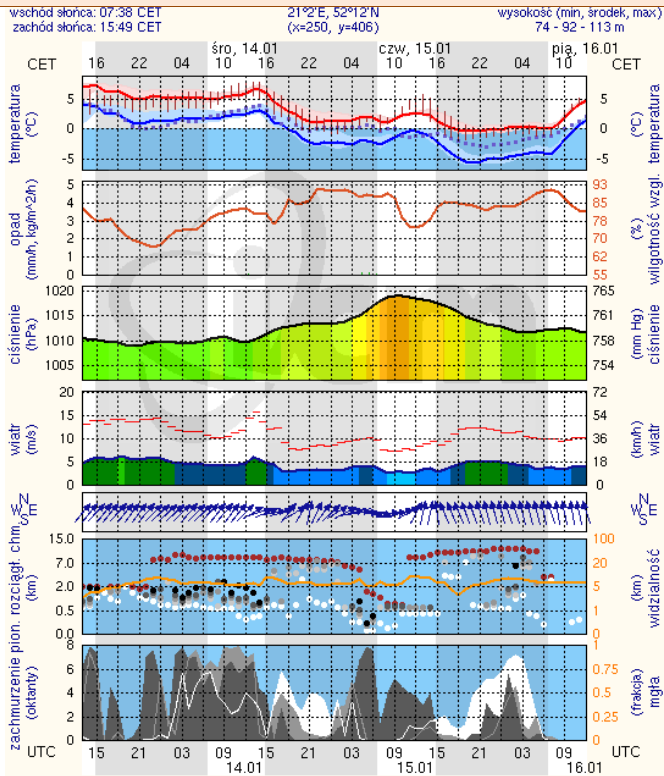 wschód słońca: 07:38 CET 21°2'E, 52°12'N wysokość (min, środek, max)
zachód słońca: 15:49 CET (x=250, y=406) 74 - 92 - 113 m
śro, 14.01 czw, 15.01 pią, 16.01
CET 16 22 04 10 16 22 04 10 16 22 04 10 CET
temperatura (°C)
5
0
-5
5
0
-5
(°C) temperatura
opad (mm/h, kg/m^2/h)
5
4
3
2
1
0
93
85
78
70
62
55
(%) wilgotność wzgl.
ciśnienie (hPa)
1020
1015
1010
1005
765
761
758
754
(mm Hg) ciśnienie
wiatr (m/s)
20
15
10
5
0
72
54
36
18
0
(km/h) wiatr
N
W E
S
N
W E
S
pion. rozciągł. chm. (km)
15.0
7.0
2.0
0.5
0.0
100
20
5
1
0
(km) widzialność
zachmurzenie (oktanty)
8
6
4
2
0
1
0.75
0.5
0.25
0
(frakcja) mgła
UTC 15 21 03 09 15 21 03 09 15 21 03 09 UTC
14.01 15.01 16.01